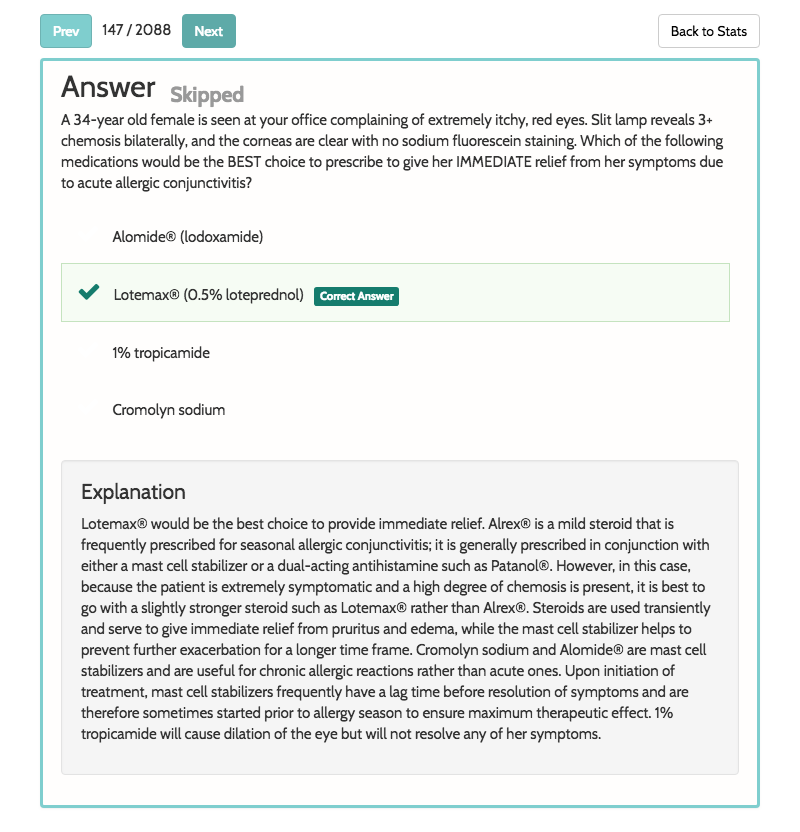 Prev 147 / 2088 Next Back to Stats
Answer Skipped
A 34-year old female is seen at your office complaining of extremely itchy, red eyes. Slit lamp reveals 3+
chemosis bilaterally, and the corneas are clear with no sodium fluorescein staining. Which of the following
medications would be the BEST choice to prescribe to give her IMMEDIATE relief from her symptoms due
to acute allergic conjunctivitis?
Alomide® (lodoxamide)
Lotemax® (0.5% loteprednol) Correct Answer
1% tropicamide
Cromolyn sodium
Explanation
Lotemax® would be the best choice to provide immediate relief. Alrex® is a mild steroid that is
frequently prescribed for seasonal allergic conjunctivitis; it is generally prescribed in conjunction with
either a mast cell stabilizer or a dual-acting antihistamine such as Patanol®. However, in this case,
because the patient is extremely symptomatic and a high degree of chemosis is present, it is best to
go with a slightly stronger steroid such as Lotemax® rather than Alrex®. Steroids are used transiently
and serve to give immediate relief from pruritus and edema, while the mast cell stabilizer helps to
prevent further exacerbation for a longer time frame. Cromolyn sodium and Alomide® are mast cell
stabilizers and are useful for chronic allergic reactions rather than acute ones. Upon initiation of
treatment, mast cell stabilizers frequently have a lag time before resolution of symptoms and are
therefore sometimes started prior to allergy season to ensure maximum therapeutic effect. 1%
tropicamide will cause dilation of the eye but will not resolve any of her symptoms.